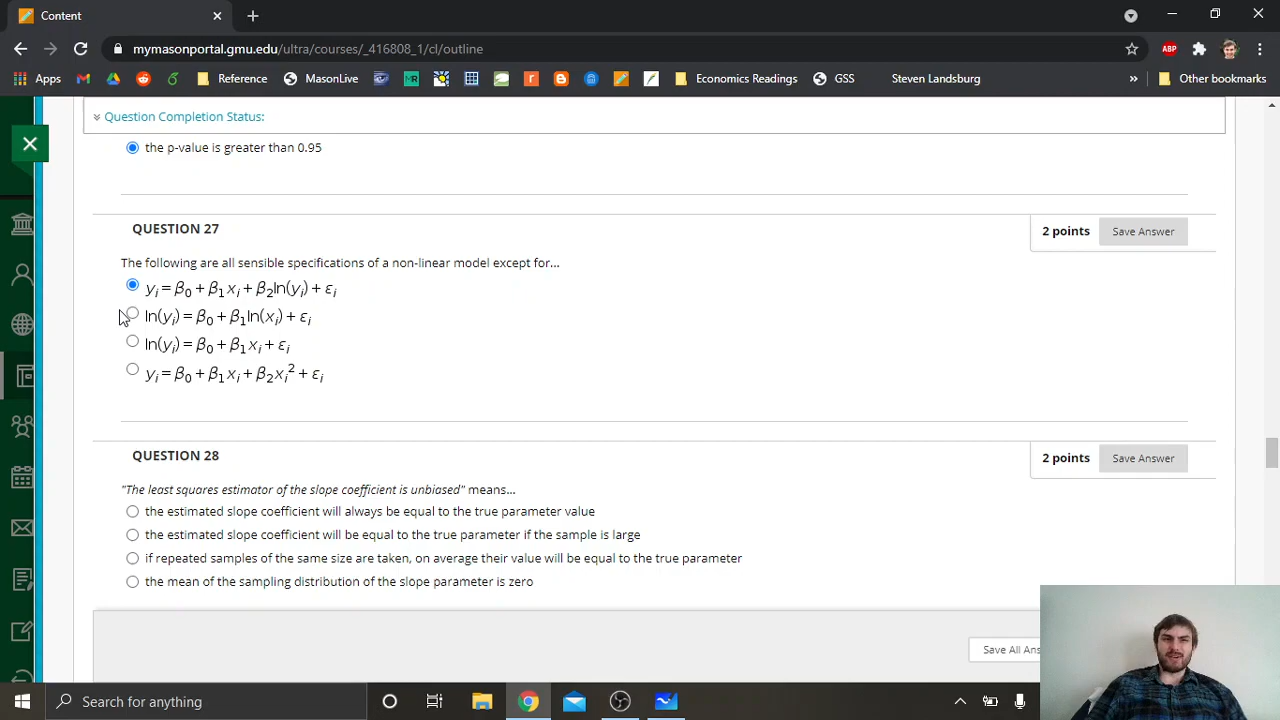 Content
mymasonportal.gmu.edu/ultra/courses/_416808_1/cl/outline
ABP
Apps
Reference
MasonLive
MR
Economics Readings
GSS
Steven Landsburg
»
Other bookmarks
Question Completion Status:
the p-value is greater than 0.95
QUESTION 27
2 points
Save Answer
The following are all sensible specifications of a non-linear model except for...
yᵢ = β₀ + β₁xᵢ + β₂ln(yᵢ) + εᵢ
ln(yᵢ) = β₀ + β₁ln(xᵢ) + εᵢ
ln(yᵢ) = β₀ + β₁xᵢ + εᵢ
yᵢ = β₀ + β₁xᵢ + β₂xᵢ² + εᵢ
QUESTION 28
2 points
Save Answer
"The least squares estimator of the slope coefficient is unbiased" means...
the estimated slope coefficient will always be equal to the true parameter value
the estimated slope coefficient will be equal to the true parameter if the sample is large
if repeated samples of the same size are taken, on average their value will be equal to the true parameter
the mean of the sampling distribution of the slope parameter is zero
Save All Ans
Search for anything